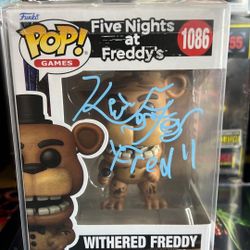 Funko
POP!
GAMES
Five Nights
at
Freddy's
1086
WITHERED FREDDY